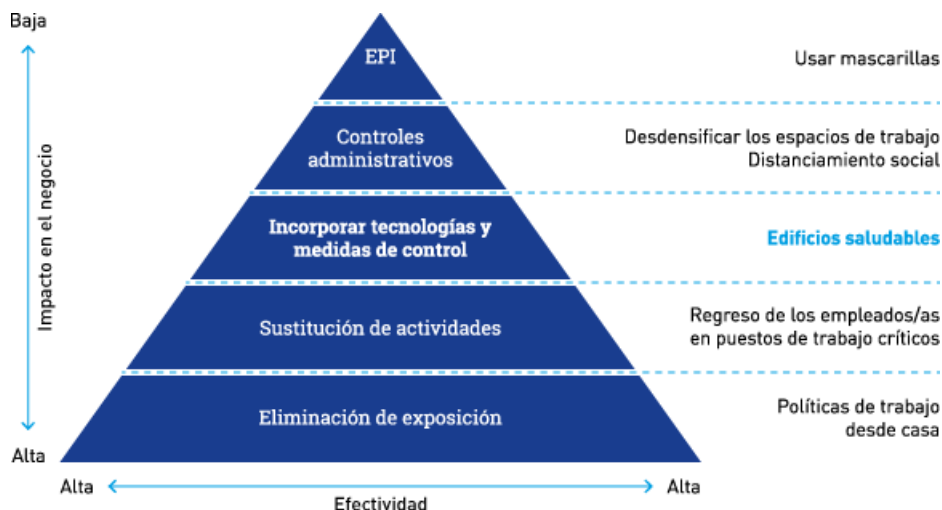 Baja
EPI
Usar mascarillas
Controles
administrativos
Desdensificar los espacios de trabajo
Distanciamiento social
Impacto en el negocio
Incorporar tecnologías y
medidas de control
Edificios saludables
Sustitución de actividades
Regreso de los empleados/as
en puestos de trabajo críticos
Eliminación de exposición
Políticas de trabajo
desde casa
Alta
Alta
Alta
Efectividad